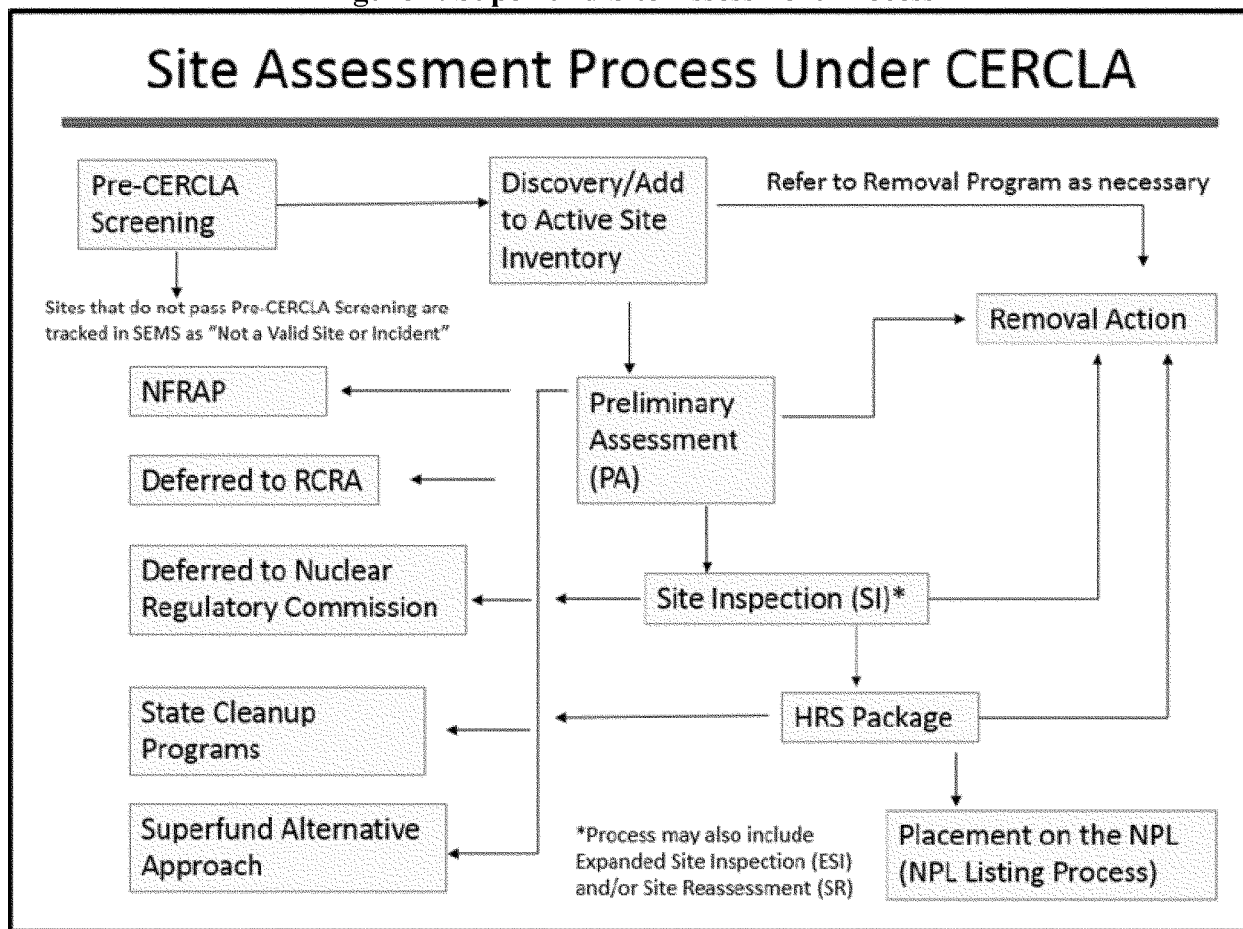 Site Assessment Process Under CERCLA
Pre-CERCLA
Screening
Discovery/Add
to Active Site
Inventory
Refer to Removal Program as necessary
Sites that do not pass Pre-CERCLA Screening are
tracked in SEMS as "Not a Valid Site or Incident"
Removal Action
NFRAP
Preliminary
Assessment
(PA)
Deferred to RCRA
Deferred to Nuclear
Regulatory Commission
Site Inspection (SI)*
State Cleanup
Programs
HRS Package
Superfund Alternative
Approach
*Process may also include
Expanded Site Inspection (ESI)
and/or Site Reassessment (SR)
Placement on the NPL
(NPL Listing Process)